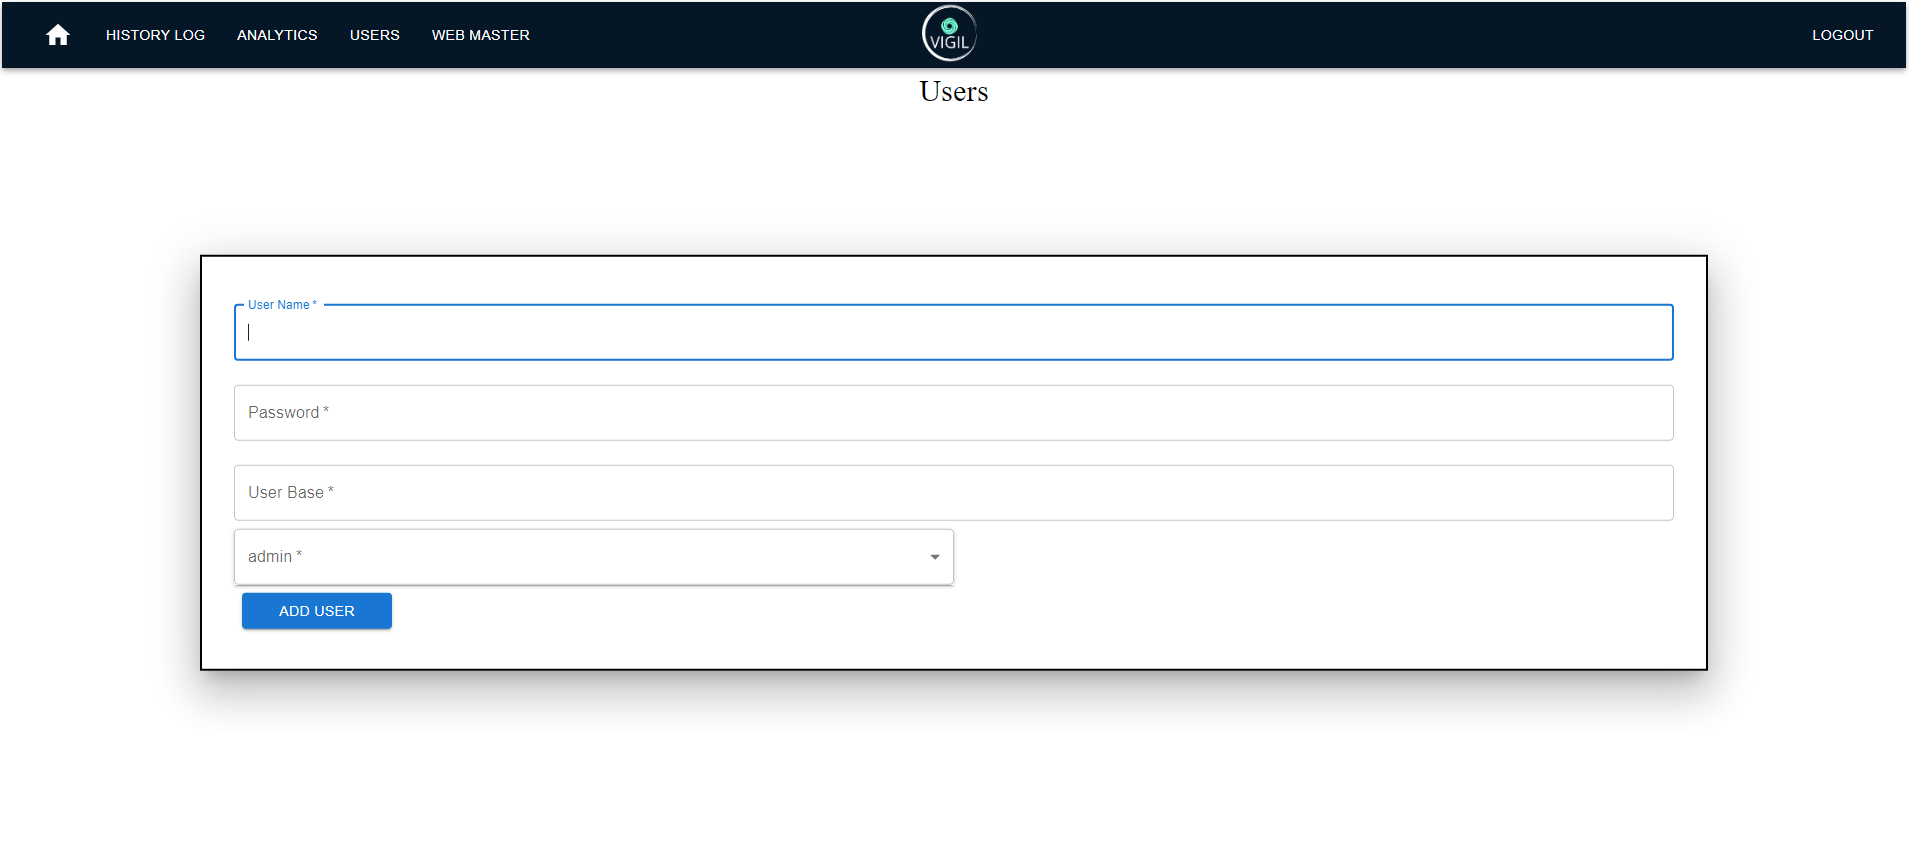 HISTORY LOG ANALYTICS USERS WEB MASTER VIGIL LOGOUT
Users
User Name *
Password *
User Base *
admin *
ADD USER